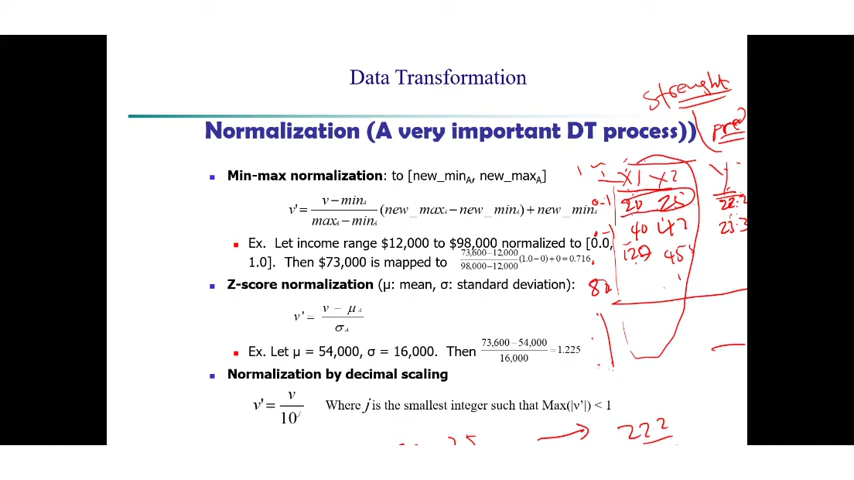 Data Transformation
strenght
Normalization (A very important DT process))
pred
Min-max normalization: to [new_minA, new_maxA]
x1 x2 y
v' = (v − minA) / (maxA − minA) (new_maxA − new_minA) + new_minA
20 25
40
Ex. Let income range $12,000 to $98,000 normalized to [0.0,
1.0]. Then $73,000 is mapped to (73,600 − 12,000) / (98,000 − 12,000) (1.0 − 0) + 0 = 0.716
120 45
Z-score normalization (μ: mean, σ: standard deviation):
v' = (v − μA) / σA
Ex. Let μ = 54,000, σ = 16,000. Then (73,600 − 54,000) / 16,000 = 1.225
Normalization by decimal scaling
v' = v / 10^j Where j is the smallest integer such that Max(|v'|) < 1
222